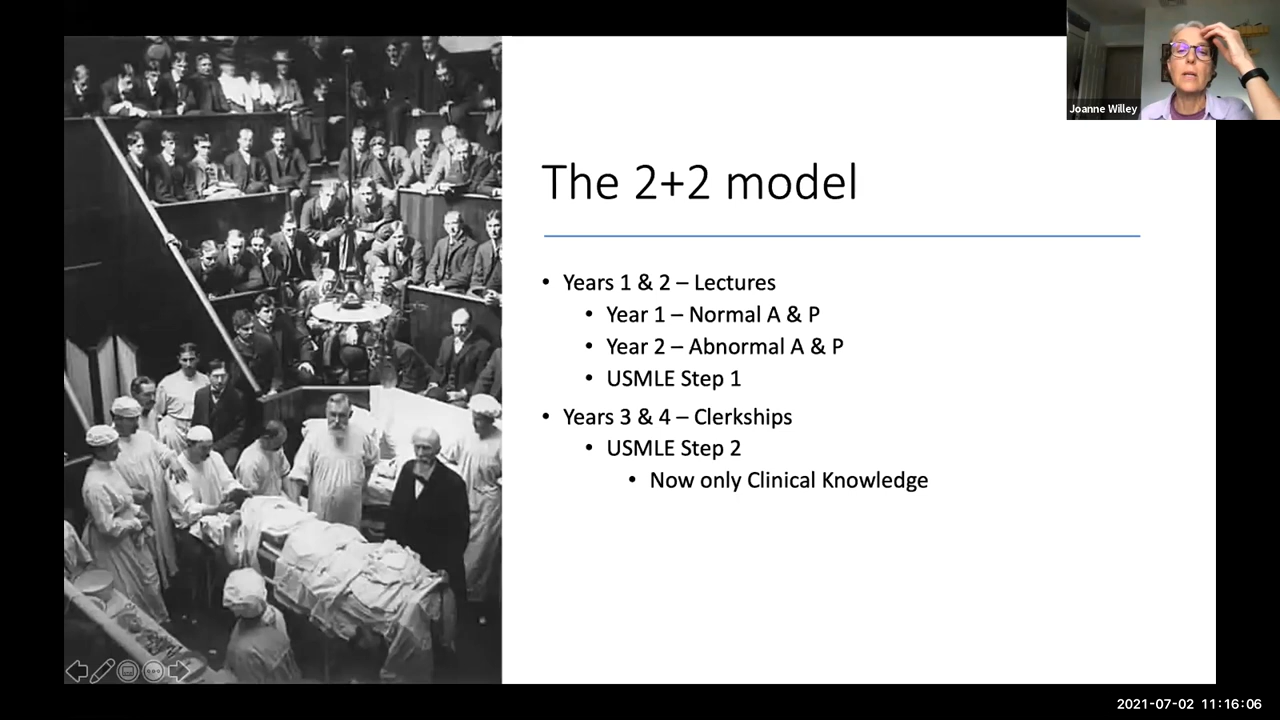 Joanne Willey
The 2+2 model
• Years 1 & 2 – Lectures
• Year 1 – Normal A & P
• Year 2 – Abnormal A & P
• USMLE Step 1
• Years 3 & 4 – Clerkships
• USMLE Step 2
• Now only Clinical Knowledge
2021-07-02 11:16:06